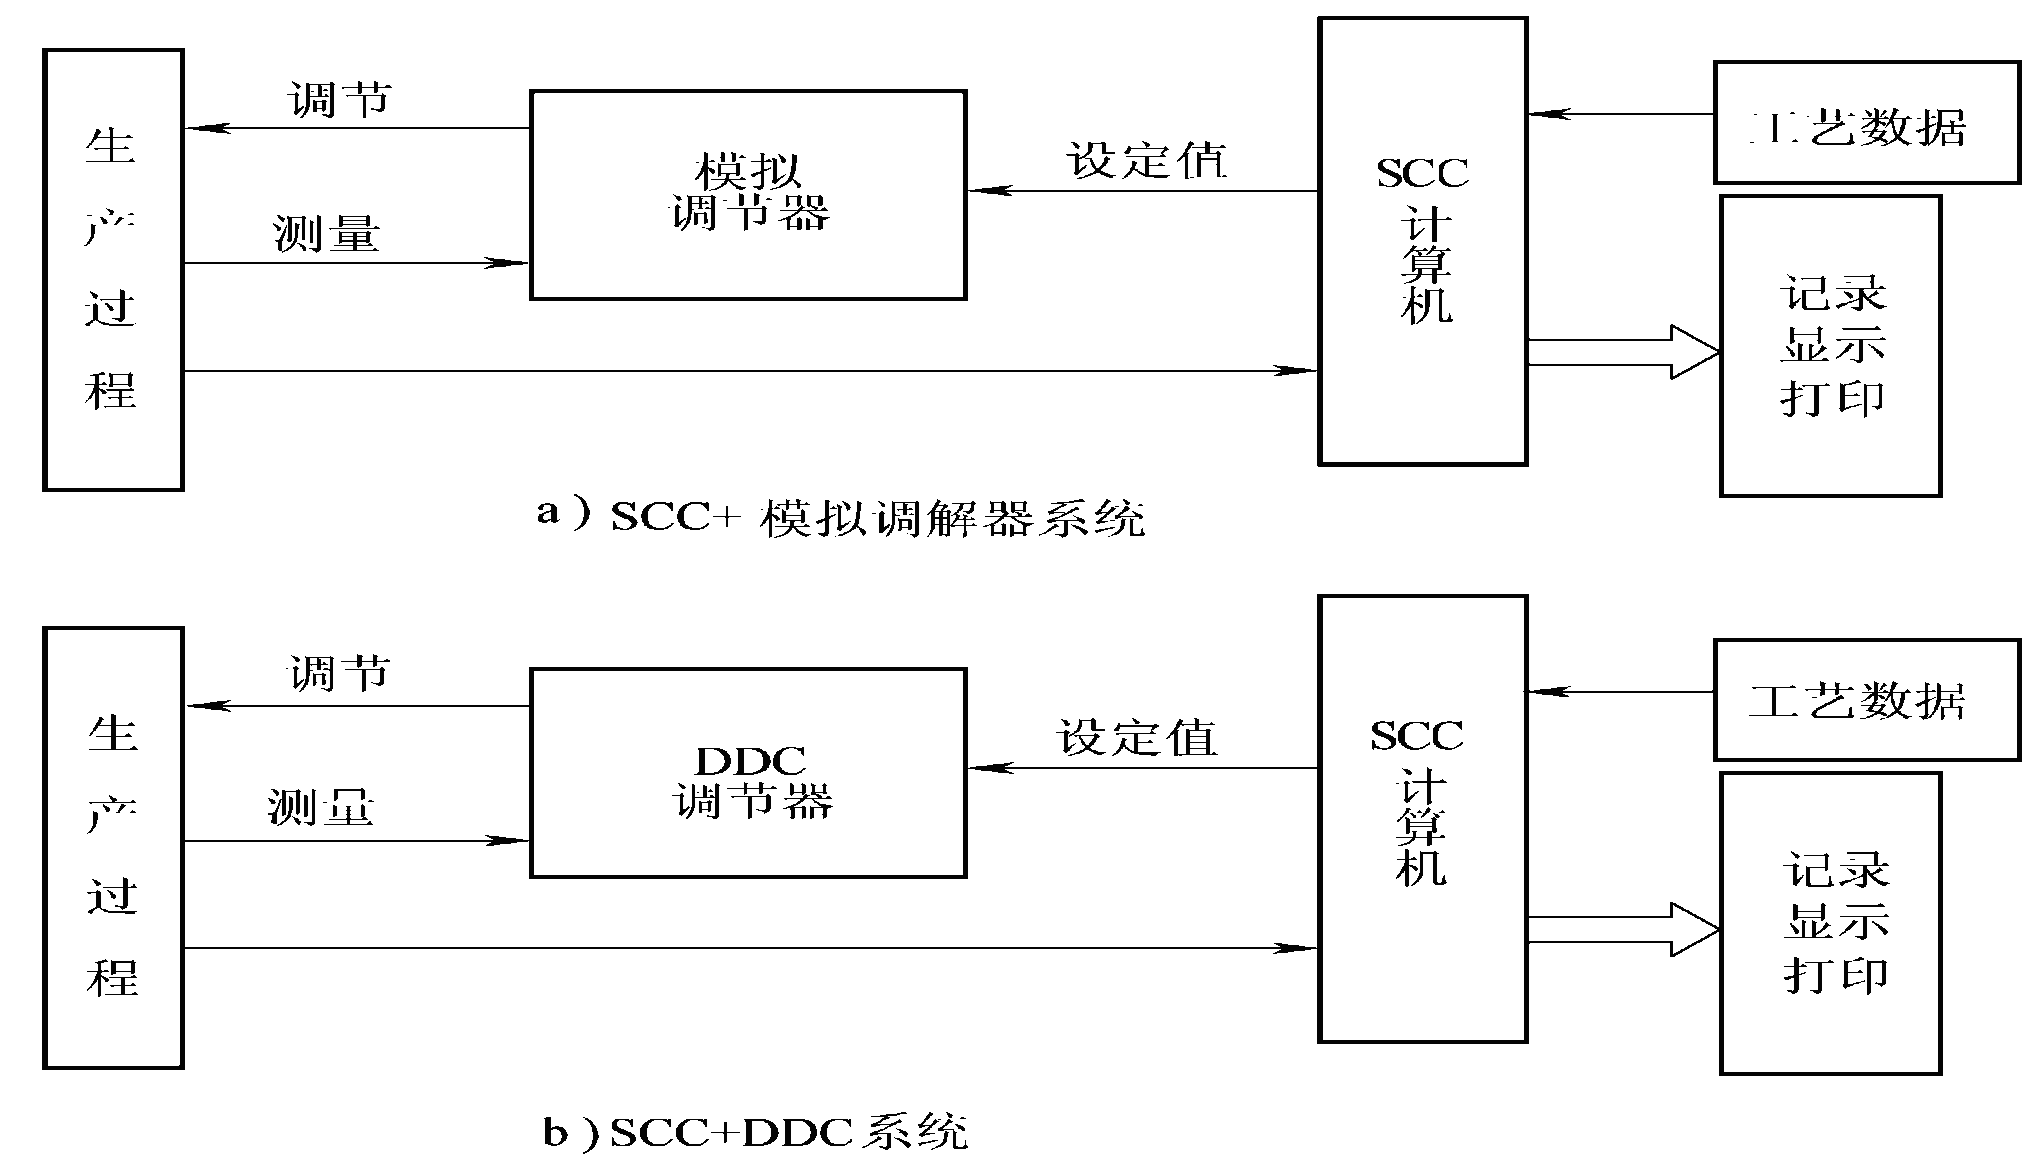 生
产
过
程
调节
测量
模拟
调节器
设定值
SCC
计
算
机
工艺数据
记录
显示
打印
a) SCC+ 模拟调解器系统
生
产
过
程
调节
测量
DDC
调节器
设定值
SCC
计
算
机
工艺数据
记录
显示
打印
b)SCC+DDC 系统